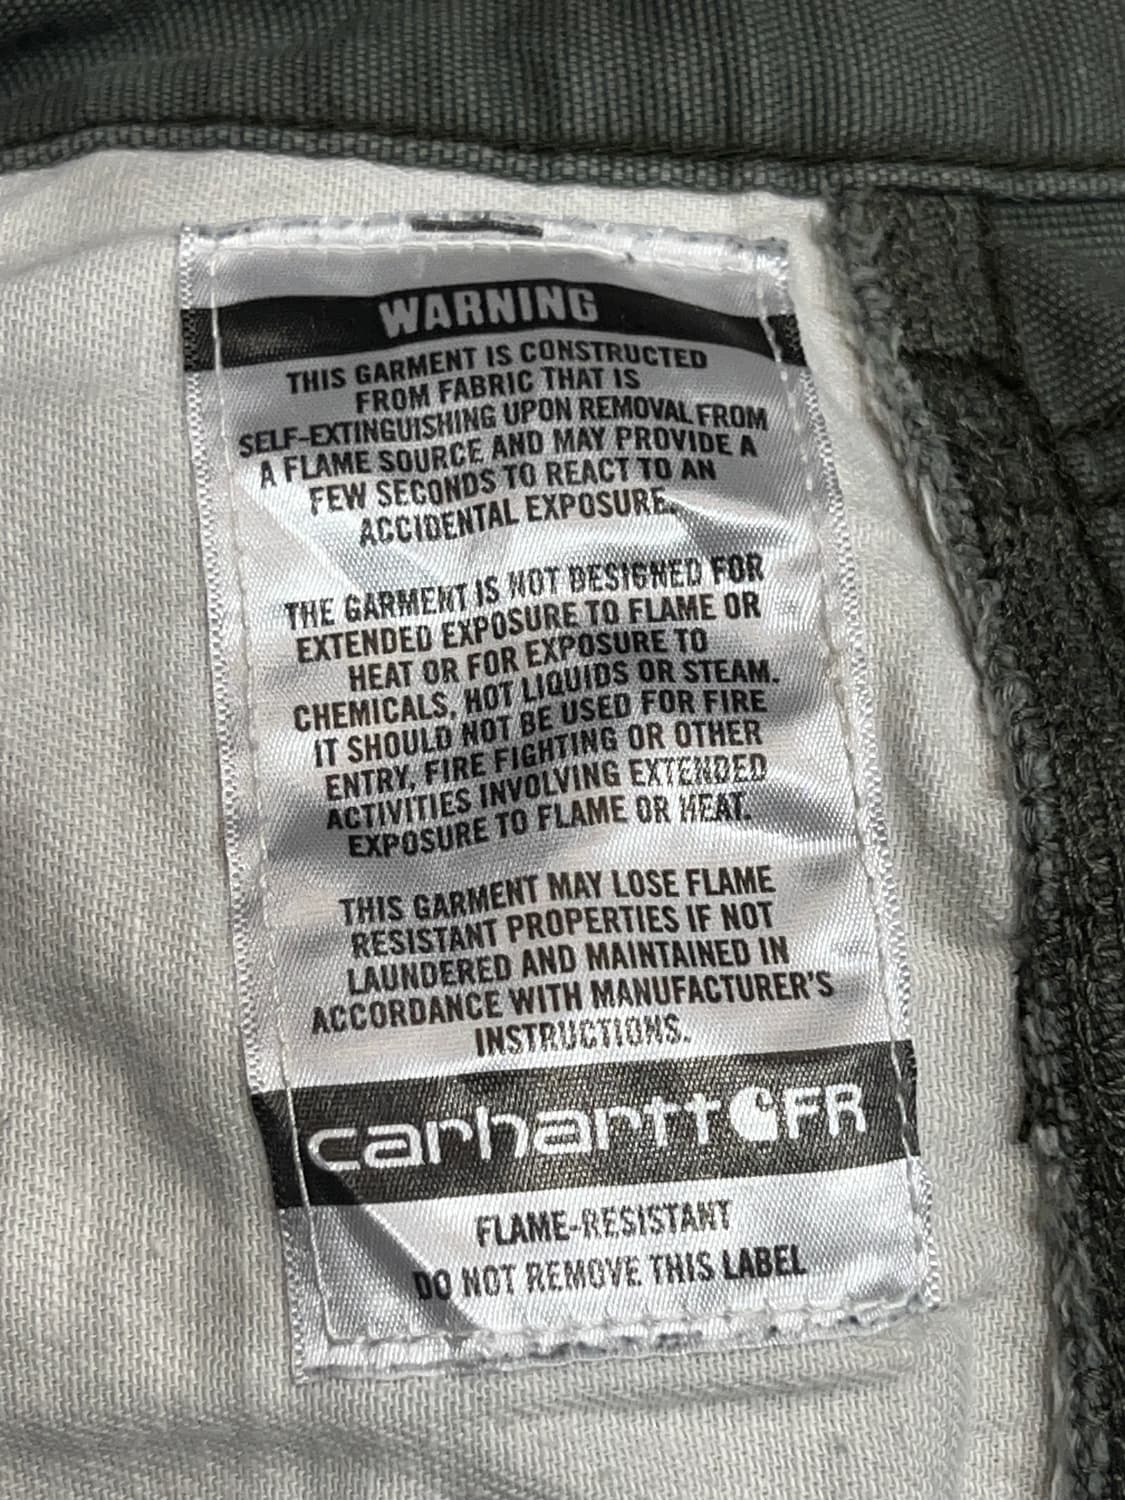 WARNING
THIS GARMENT IS CONSTRUCTED
FROM FABRIC THAT IS
SELF-EXTINGUISHING UPON REMOVAL FROM
A FLAME SOURCE AND MAY PROVIDE A
FEW SECONDS TO REACT TO AN
ACCIDENTAL EXPOSURE.
THE GARMENT IS NOT DESIGNED FOR
EXTENDED EXPOSURE TO FLAME OR
HEAT OR FOR EXPOSURE TO
CHEMICALS, HOT LIQUIDS OR STEAM.
IT SHOULD NOT BE USED FOR FIRE
ENTRY, FIRE FIGHTING OR OTHER
ACTIVITIES INVOLVING EXTENDED
EXPOSURE TO FLAME OR HEAT.
THIS GARMENT MAY LOSE FLAME
RESISTANT PROPERTIES IF NOT
LAUNDERED AND MAINTAINED IN
ACCORDANCE WITH MANUFACTURER'S
INSTRUCTIONS.
carhartt FR
FLAME-RESISTANT
DO NOT REMOVE THIS LABEL